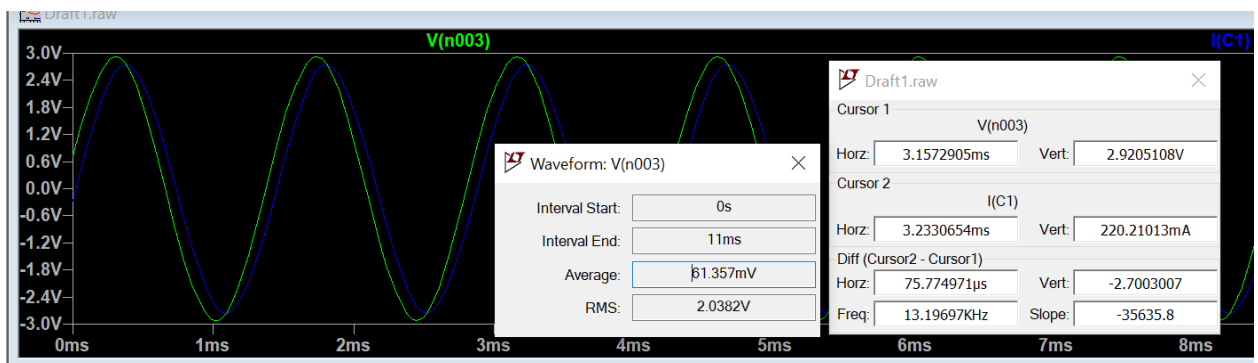 Draft1.raw
V(n003)
I(C1)
3.0V
2.4V
1.8V
1.2V
0.6V
0.0V
-0.6V
-1.2V
-1.8V
-2.4V
-3.0V
0ms 1ms 2ms 3ms 4ms 5ms 6ms 7ms 8ms
Waveform: V(n003)
Interval Start: 0s
Interval End: 11ms
Average: 61.357mV
RMS: 2.0382V
Draft1.raw
Cursor 1
V(n003)
Horz: 3.1572905ms Vert: 2.9205108V
Cursor 2
I(C1)
Horz: 3.2330654ms Vert: 220.21013mA
Diff (Cursor2 - Cursor1)
Horz: 75.774971µs Vert: -2.7003007
Freq: 13.19697KHz Slope: -35635.8